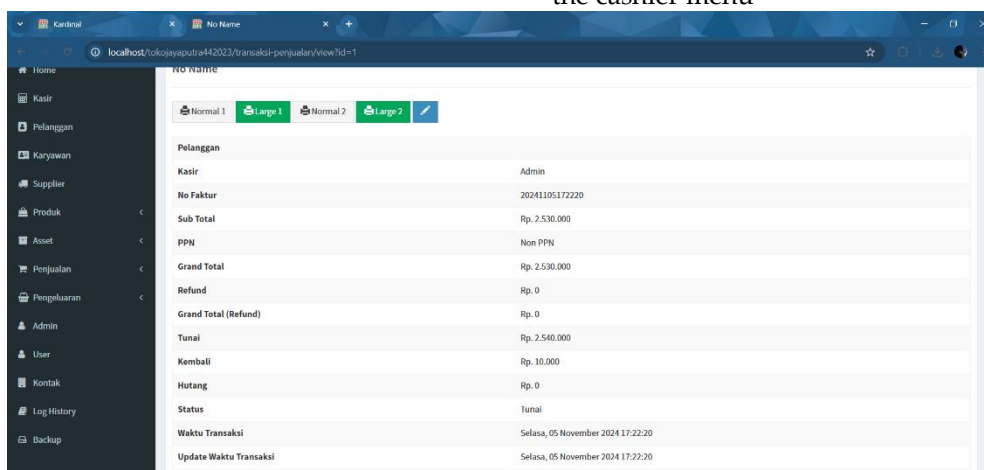 the cashier menu
Kardinal
No Name
localhost/tokojayaputra442023/transaksi-penjualan/view?id=1
Home
No Name
Kasir
Normal 1 Large 1 Normal 2 Large 2
Pelanggan
Karyawan
Supplier
Produk
Asset
Penjualan
Pengeluaran
Admin
User
Kontak
Log History
Backup
Pelanggan
Kasir Admin
No Faktur 20241105172220
Sub Total Rp. 2.530.000
PPN Non PPN
Grand Total Rp. 2.530.000
Refund Rp. 0
Grand Total (Refund) Rp. 0
Tunai Rp. 2.540.000
Kembali Rp. 10.000
Hutang Rp. 0
Status Tunai
Waktu Transaksi Selasa, 05 November 2024 17:22:20
Update Waktu Transaksi Selasa, 05 November 2024 17:22:20